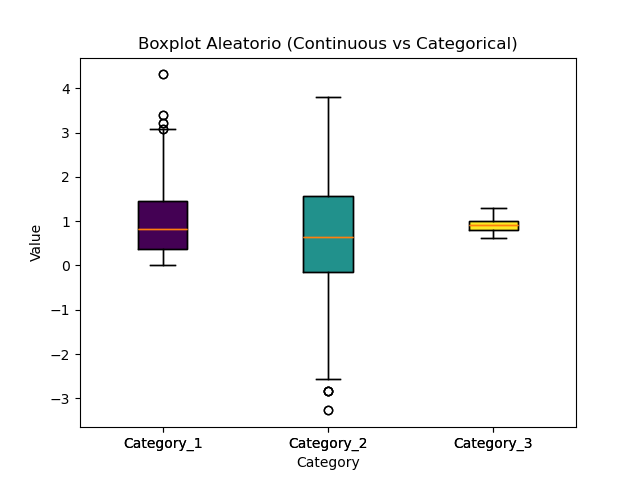 Boxplot Aleatorio (Continuous vs Categorical)
Value
4
3
2
1
0
−1
−2
−3
Category_1 Category_2 Category_3
Category